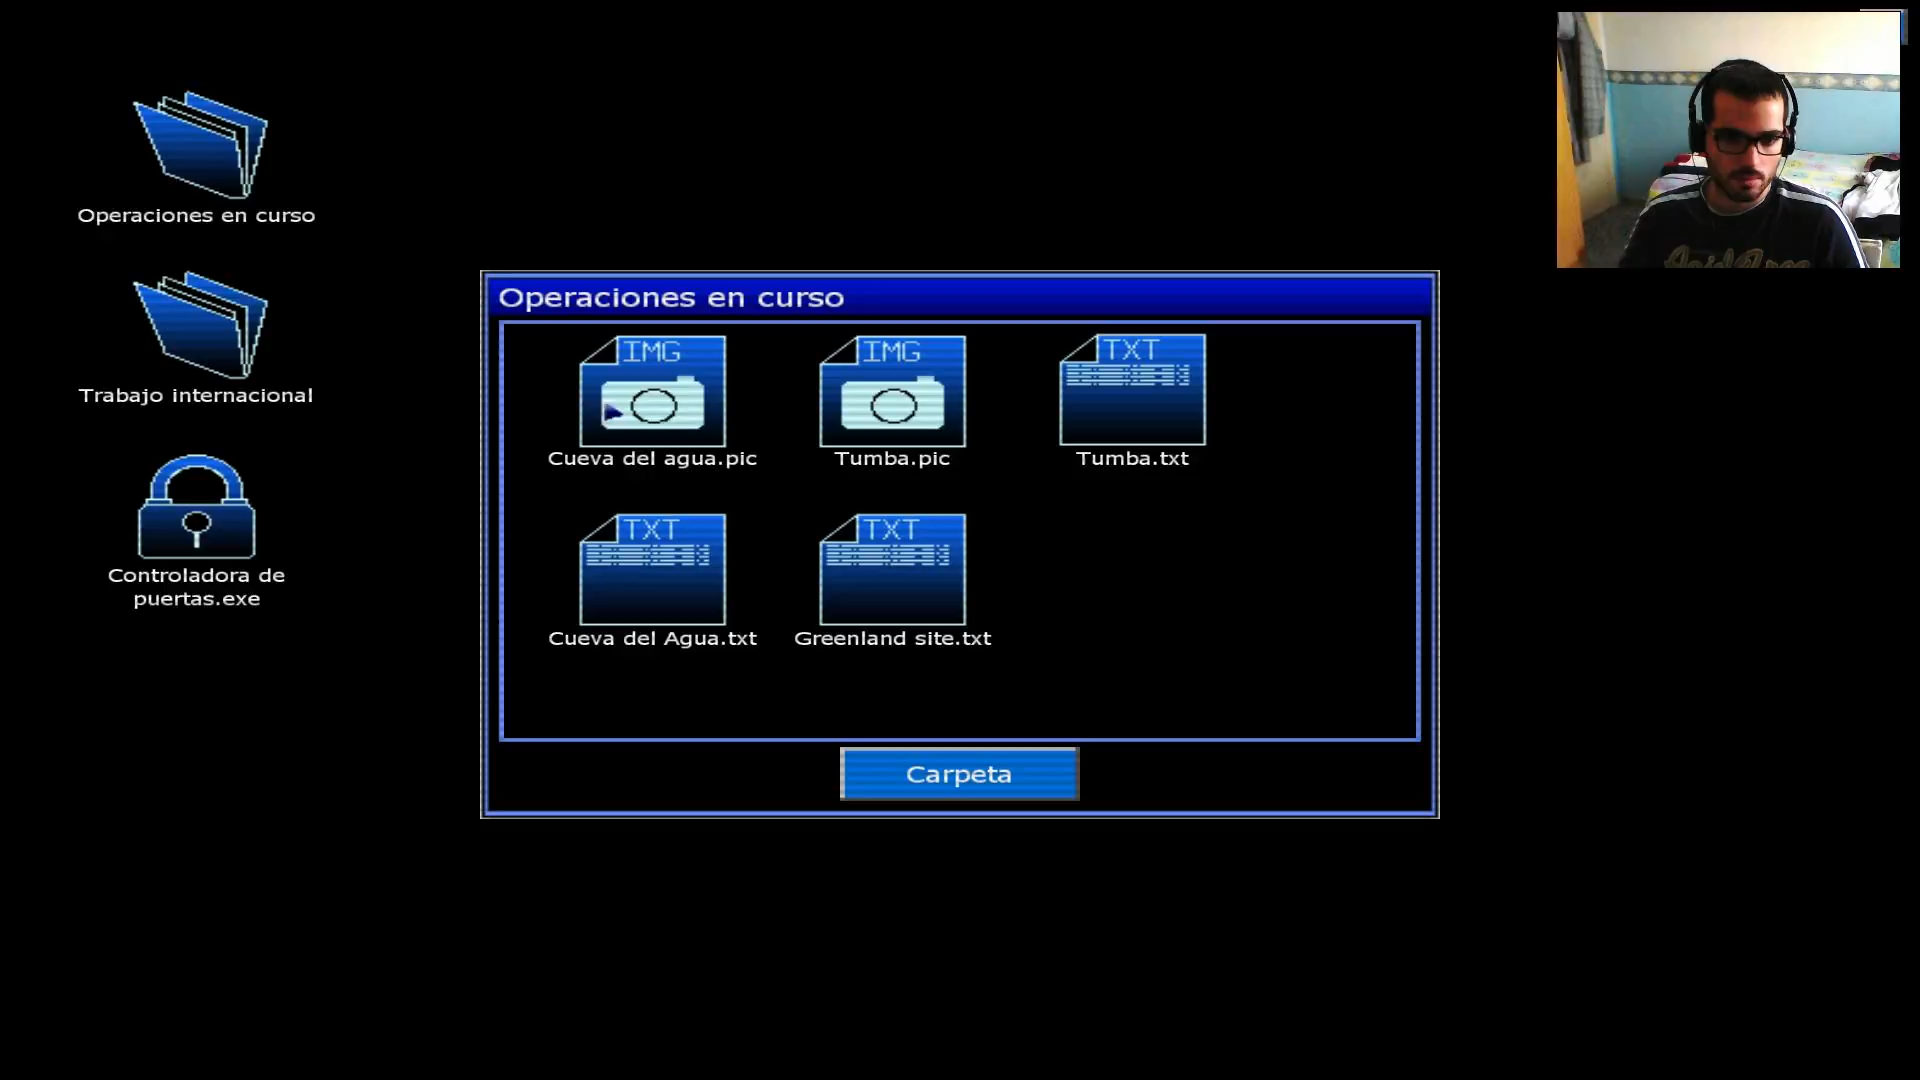 Operaciones en curso
Trabajo internacional
Controladora de
puertas.exe
Operaciones en curso
IMG
Cueva del agua.pic
IMG
Tumba.pic
TXT
Tumba.txt
TXT
Cueva del Agua.txt
TXT
Greenland site.txt
Carpeta